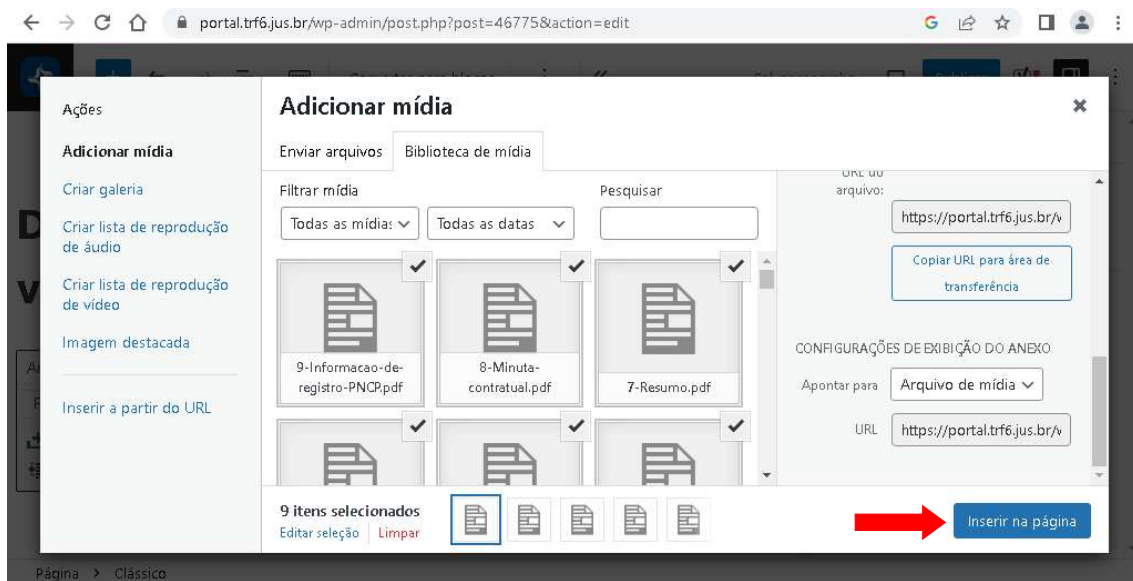 portal.trf6.jus.br/wp-admin/post.php?post=46775&action=edit
Ações
Adicionar mídia
Criar galeria
Criar lista de reprodução
de áudio
Criar lista de reprodução
de vídeo
Imagem destacada
Inserir a partir do URL
Adicionar mídia
Enviar arquivos
Biblioteca de mídia
Filtrar mídia
Pesquisar
Todas as mídias
Todas as datas
9-Informacao-de-
registro-PNCP.pdf
8-Minuta-
contratual.pdf
7-Resumo.pdf
URL do
arquivo:
https://portal.trf6.jus.br/v
Copiar URL para área de
transferência
CONFIGURAÇÕES DE EXIBIÇÃO DO ANEXO
Apontar para
Arquivo de mídia
URL
https://portal.trf6.jus.br/v
9 itens selecionados
Editar seleção
Limpar
Inserir na página
Página > Clássico